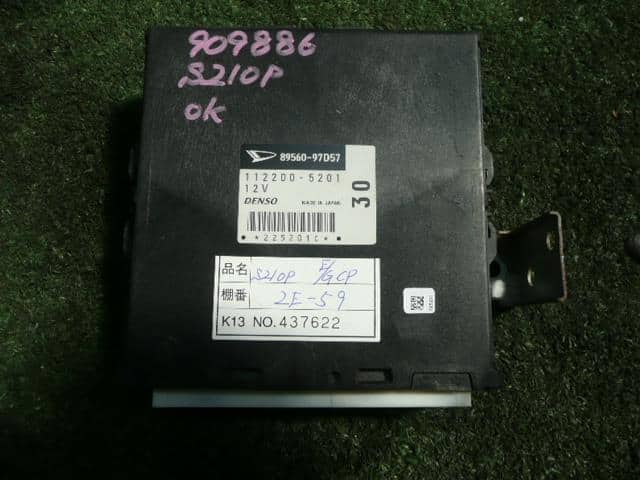 909886
S210P
OK
89560-97D57
112200-5201
12V
30
DENSO MADE IN JAPAN
*225201C*
品名 S210P E/G CP
棚番 2E-59
K13 NO.437622